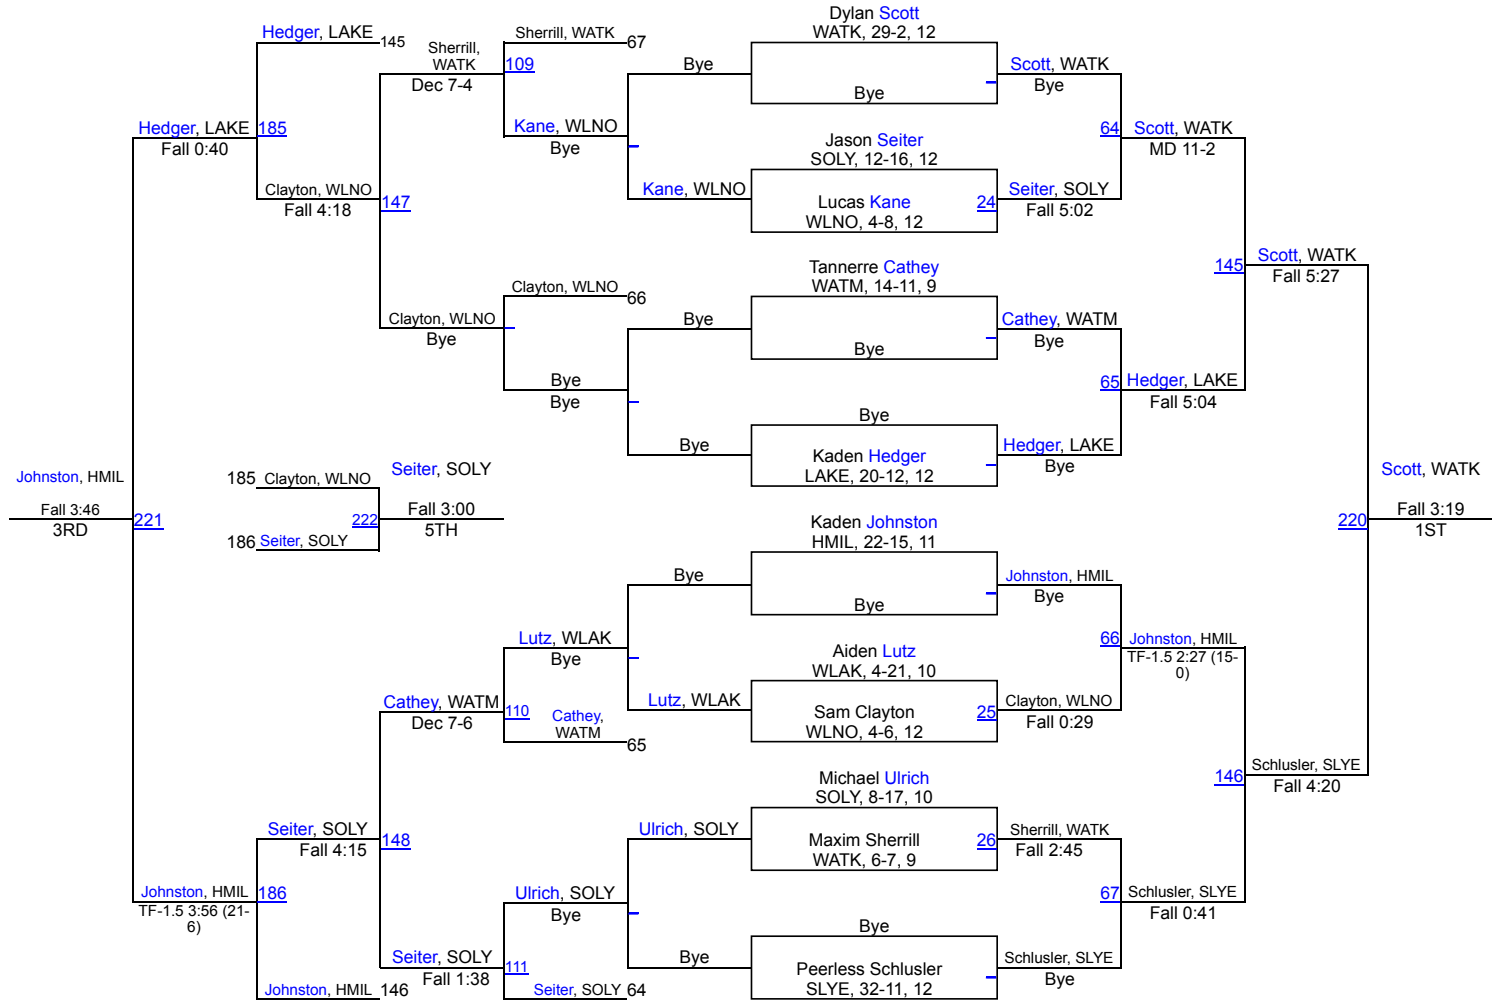 Dylan Scott
WATK, 29-2, 12
Bye
Bye
Scott, WATK
Bye
Jason Seiter
SOLY, 12-16, 12
Lucas Kane
WLNO, 4-8, 12
24
Kane, WLNO
Seiter, SOLY
Fall 5:02
64
Scott, WATK
MD 11-2
Tannerre Cathey
WATM, 14-11, 9
Bye
Bye
Cathey, WATM
Bye
Bye
Kaden Hedger
LAKE, 20-12, 12
Bye
Hedger, LAKE
Bye
65
Hedger, LAKE
Fall 5:04
145
Scott, WATK
Fall 5:27
Kaden Johnston
HMIL, 22-15, 11
Bye
Bye
Johnston, HMIL
Bye
Aiden Lutz
WLAK, 4-21, 10
Sam Clayton
WLNO, 4-6, 12
25
Lutz, WLAK
Clayton, WLNO
Fall 0:29
66
Johnston, HMIL
TF-1.5 2:27 (15-
0)
Michael Ulrich
SOLY, 8-17, 10
Maxim Sherrill
WATK, 6-7, 9
26
Ulrich, SOLY
Sherrill, WATK
Fall 2:45
Bye
Peerless Schlusler
SLYE, 32-11, 12
Bye
Schlusler, SLYE
Bye
67
Schlusler, SLYE
Fall 0:41
146
Schlusler, SLYE
Fall 4:20
220
Scott, WATK
Fall 3:19
1ST
Sherrill, WATK
67
109
Kane, WLNO
Bye
Sherrill,
WATK
Dec 7-4
Clayton, WLNO
66
Bye
Bye
Clayton, WLNO
Bye
147
Hedger, LAKE
145
185
Clayton, WLNO
Fall 4:18
Hedger, LAKE
Fall 0:40
Johnston, HMIL
Fall 3:46
3RD
221
185 Clayton, WLNO
186 Seiter, SOLY
222
Seiter, SOLY
Fall 3:00
5TH
Lutz, WLAK
Bye
110
Cathey,
WATM
65
Cathey, WATM
Dec 7-6
Ulrich, SOLY
Bye
111
Seiter, SOLY 64
Seiter, SOLY
Fall 1:38
148
Seiter, SOLY
Fall 4:15
186
Johnston, HMIL 146
Johnston, HMIL
TF-1.5 3:56 (21-
6)